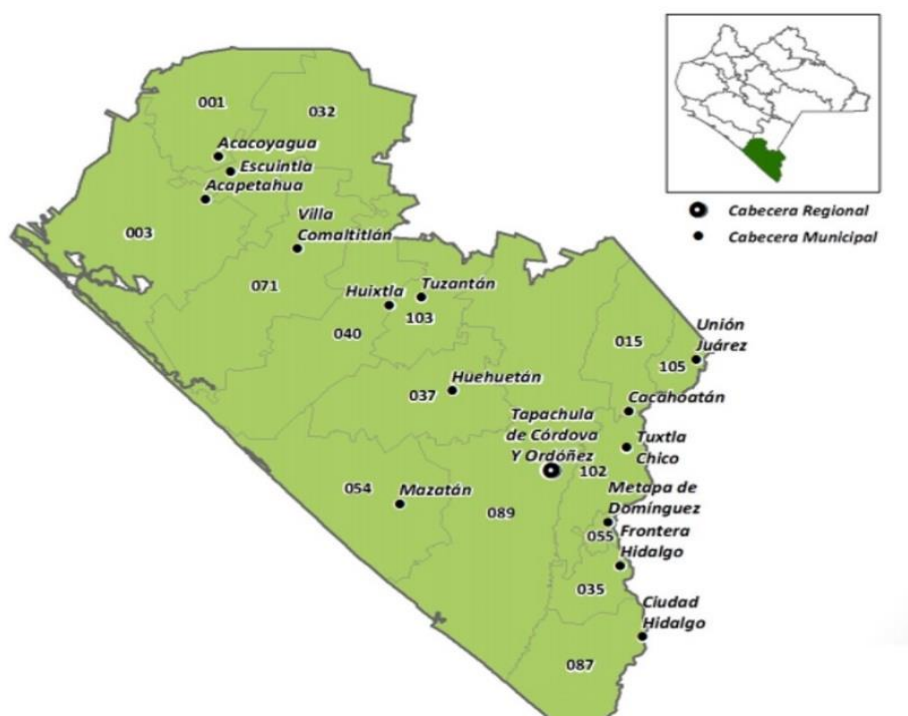 001
032
Acacoyagua
Escuintla
Acapetahua
Villa
Comaltitlán
003
071
Huixtla
Tuzantán
040
103
Cabecera Regional
Cabecera Municipal
015
Unión
Juárez
105
Huehuetán
037
Cacahoatán
Tapachula
de Córdova
Y Ordóñez
Tuxtla
Chico
102
054
Mazatán
089
Metapa de
Domínguez
055
Frontera
Hidalgo
035
Ciudad
Hidalgo
087